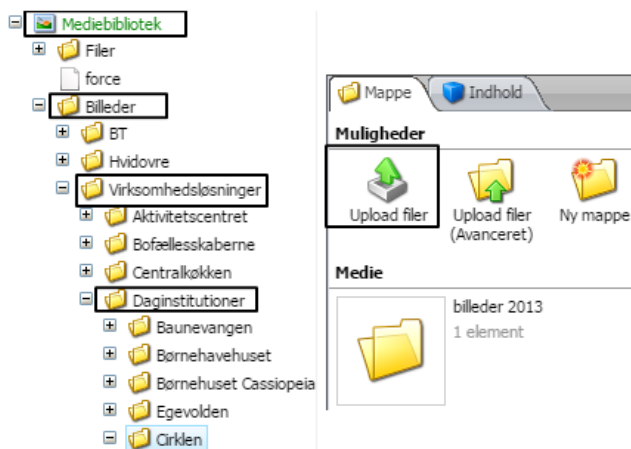 Mediebibliotek
Filer
force
Billeder
BT
Hvidovre
Virksomhedsløsninger
Aktivitetscentret
Bofællesskaberne
Centralkøkken
Daginstitutioner
Baunevangen
Børnehavehuset
Børnehuset Cassiopeia
Egevolden
Cirklen
Mappe Indhold
Muligheder
Upload filer Upload filer Ny mappe
(Avanceret)
Medie
billeder 2013
1 element